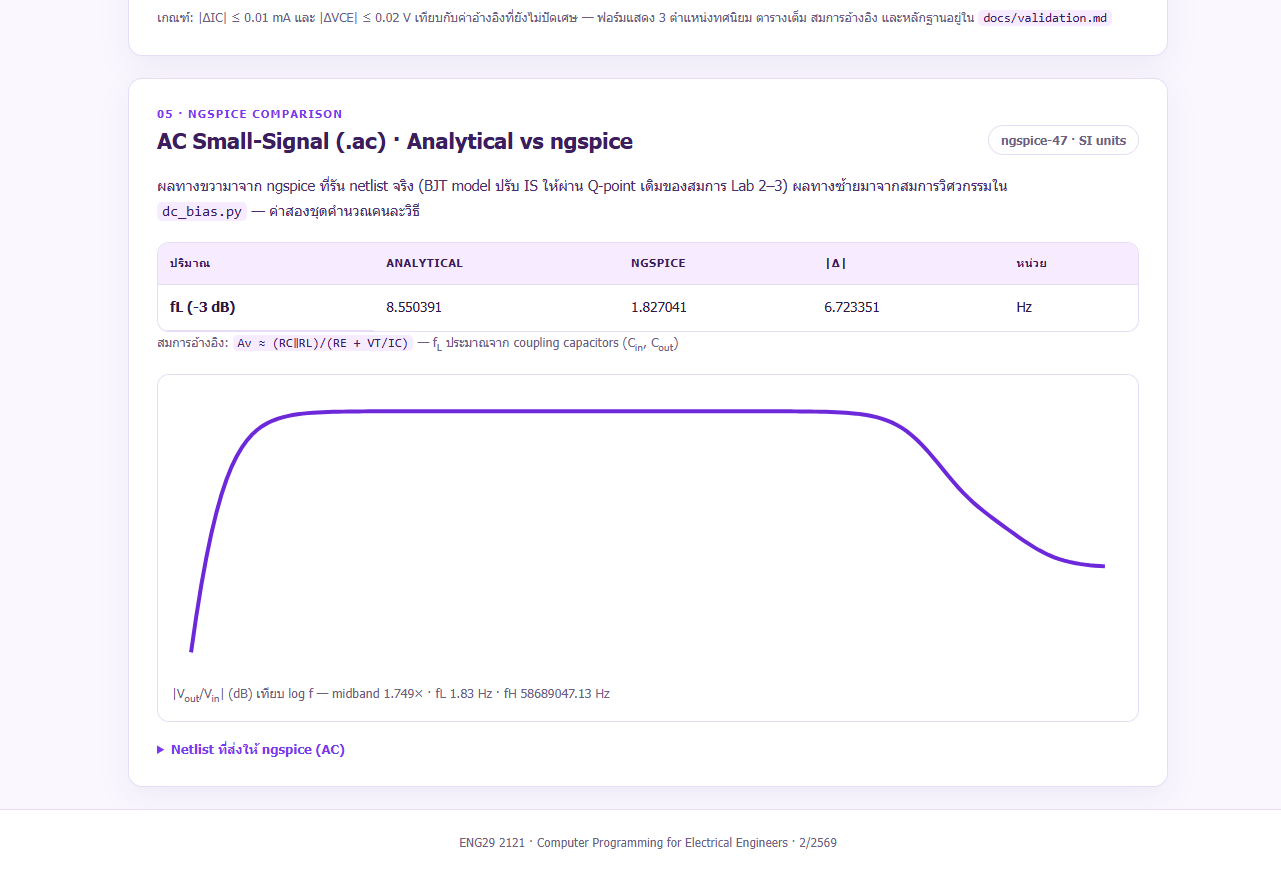 เกณฑ์: |ΔIC| ≤ 0.01 mA และ |ΔVCE| ≤ 0.02 V เทียบกับค่าอ้างอิงที่ยังไม่ปัดเศษ — ฟอร์มแสดง 3 ตำแหน่งทศนิยม ตารางเต็ม สมการอ้างอิง และหลักฐานอยู่ใน docs/validation.md
05 · NGSPICE COMPARISON
AC Small-Signal (.ac) · Analytical vs ngspice
ngspice-47 · SI units
ผลทางขวามาจาก ngspice ที่รัน netlist จริง (BJT model ปรับ IS ให้ผ่าน Q-point เดิมของสมการ Lab 2–3) ผลทางซ้ายมาจากสมการวิศวกรรมใน
dc_bias.py — ค่าสองชุดคำนวณคนละวิธี
ปริมาณ ANALYTICAL NGSPICE |Δ| หน่วย
fL (-3 dB) 8.550391 1.827041 6.723351 Hz
สมการอ้างอิง: Av ≈ (RC∥RL)/(RE + VT/IC) — fL ประมาณจาก coupling capacitors (Cin, Cout)
|Vout/Vin| (dB) เทียบ log f — midband 1.749× · fL 1.83 Hz · fH 58689047.13 Hz
▶ Netlist ที่ส่งให้ ngspice (AC)
ENG29 2121 · Computer Programming for Electrical Engineers · 2/2569